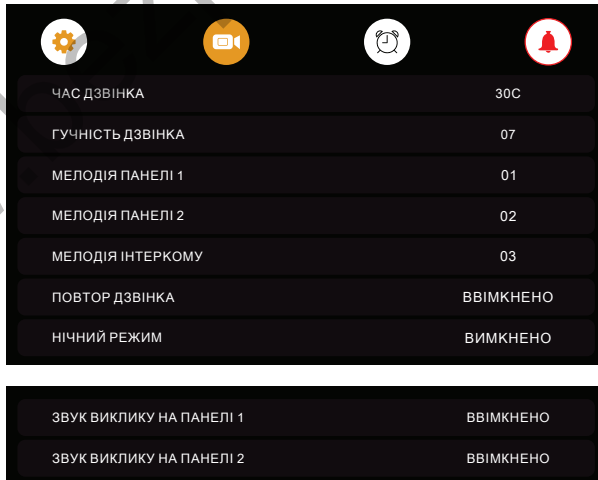 ЧАС ДЗВІНКА 30С
ГУЧНІСТЬ ДЗВІНКА 07
МЕЛОДІЯ ПАНЕЛІ 1 01
МЕЛОДІЯ ПАНЕЛІ 2 02
МЕЛОДІЯ ІНТЕРКОМУ 03
ПОВТОР ДЗВІНКА ВВІМКНЕНО
НІЧНИЙ РЕЖИМ ВИМКНЕНО
ЗВУК ВИКЛИКУ НА ПАНЕЛІ 1 ВВІМКНЕНО
ЗВУК ВИКЛИКУ НА ПАНЕЛІ 2 ВВІМКНЕНО